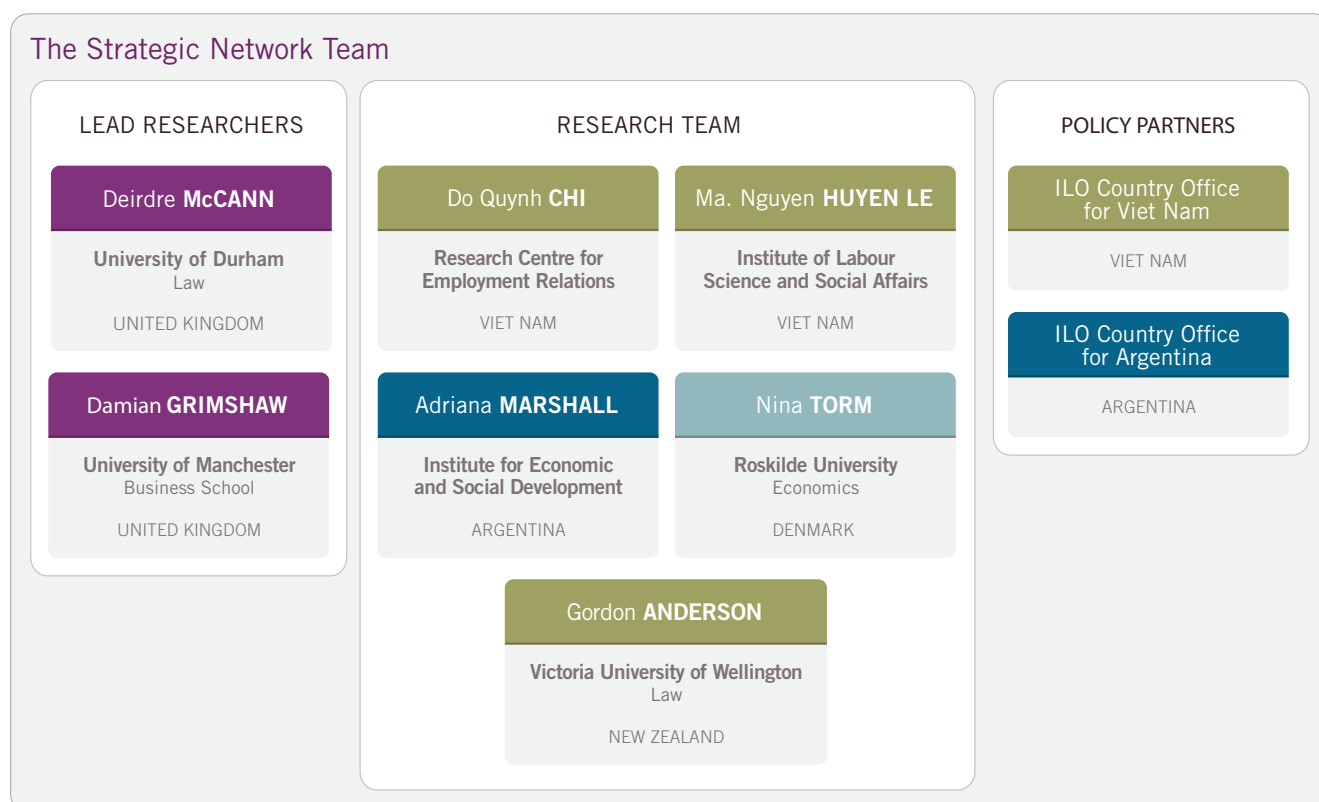 The Strategic Network Team
LEAD RESEARCHERS
Deirdre McCANN
University of Durham
Law
UNITED KINGDOM
Damian GRIMSHAW
University of Manchester
Business School
UNITED KINGDOM
RESEARCH TEAM
Do Quynh CHI
Research Centre for
Employment Relations
VIET NAM
Ma. Nguyen HUYEN LE
Institute of Labour
Science and Social Affairs
VIET NAM
Adriana MARSHALL
Institute for Economic
and Social Development
ARGENTINA
Nina TORM
Roskilde University
Economics
DENMARK
Gordon ANDERSON
Victoria University of Wellington
Law
NEW ZEALAND
POLICY PARTNERS
ILO Country Office
for Viet Nam
VIET NAM
ILO Country Office
for Argentina
ARGENTINA